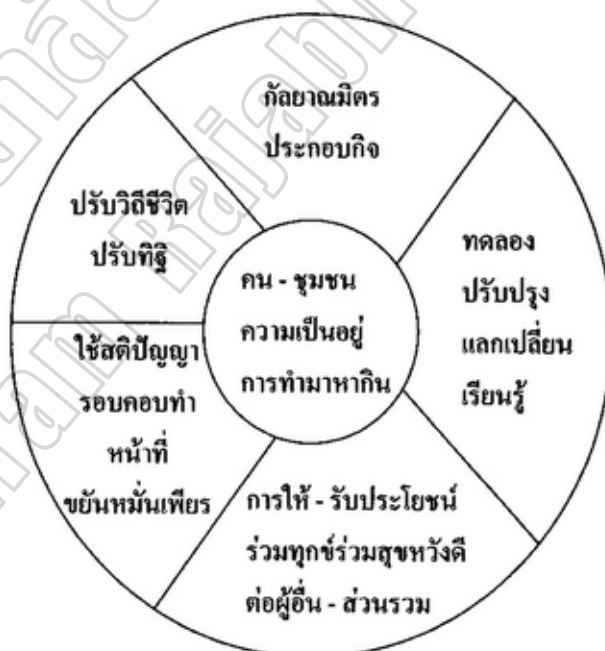 กัลยาณมิตร
ประกอบกิจ
ปรับวิถีชีวิต
ปรับทิฐิ
ทดลอง
ปรับปรุง
แลกเปลี่ยน
เรียนรู้
คน - ชุมชน
ความเป็นอยู่
การทำมาหากิน
ใช้สติปัญญา
รอบคอบทำ
หน้าที่
ขยันหมั่นเพียร
การให้ - รับประโยชน์
ร่วมทุกข์ร่วมสุขหวังดี
ต่อผู้อื่น - ส่วนรวม